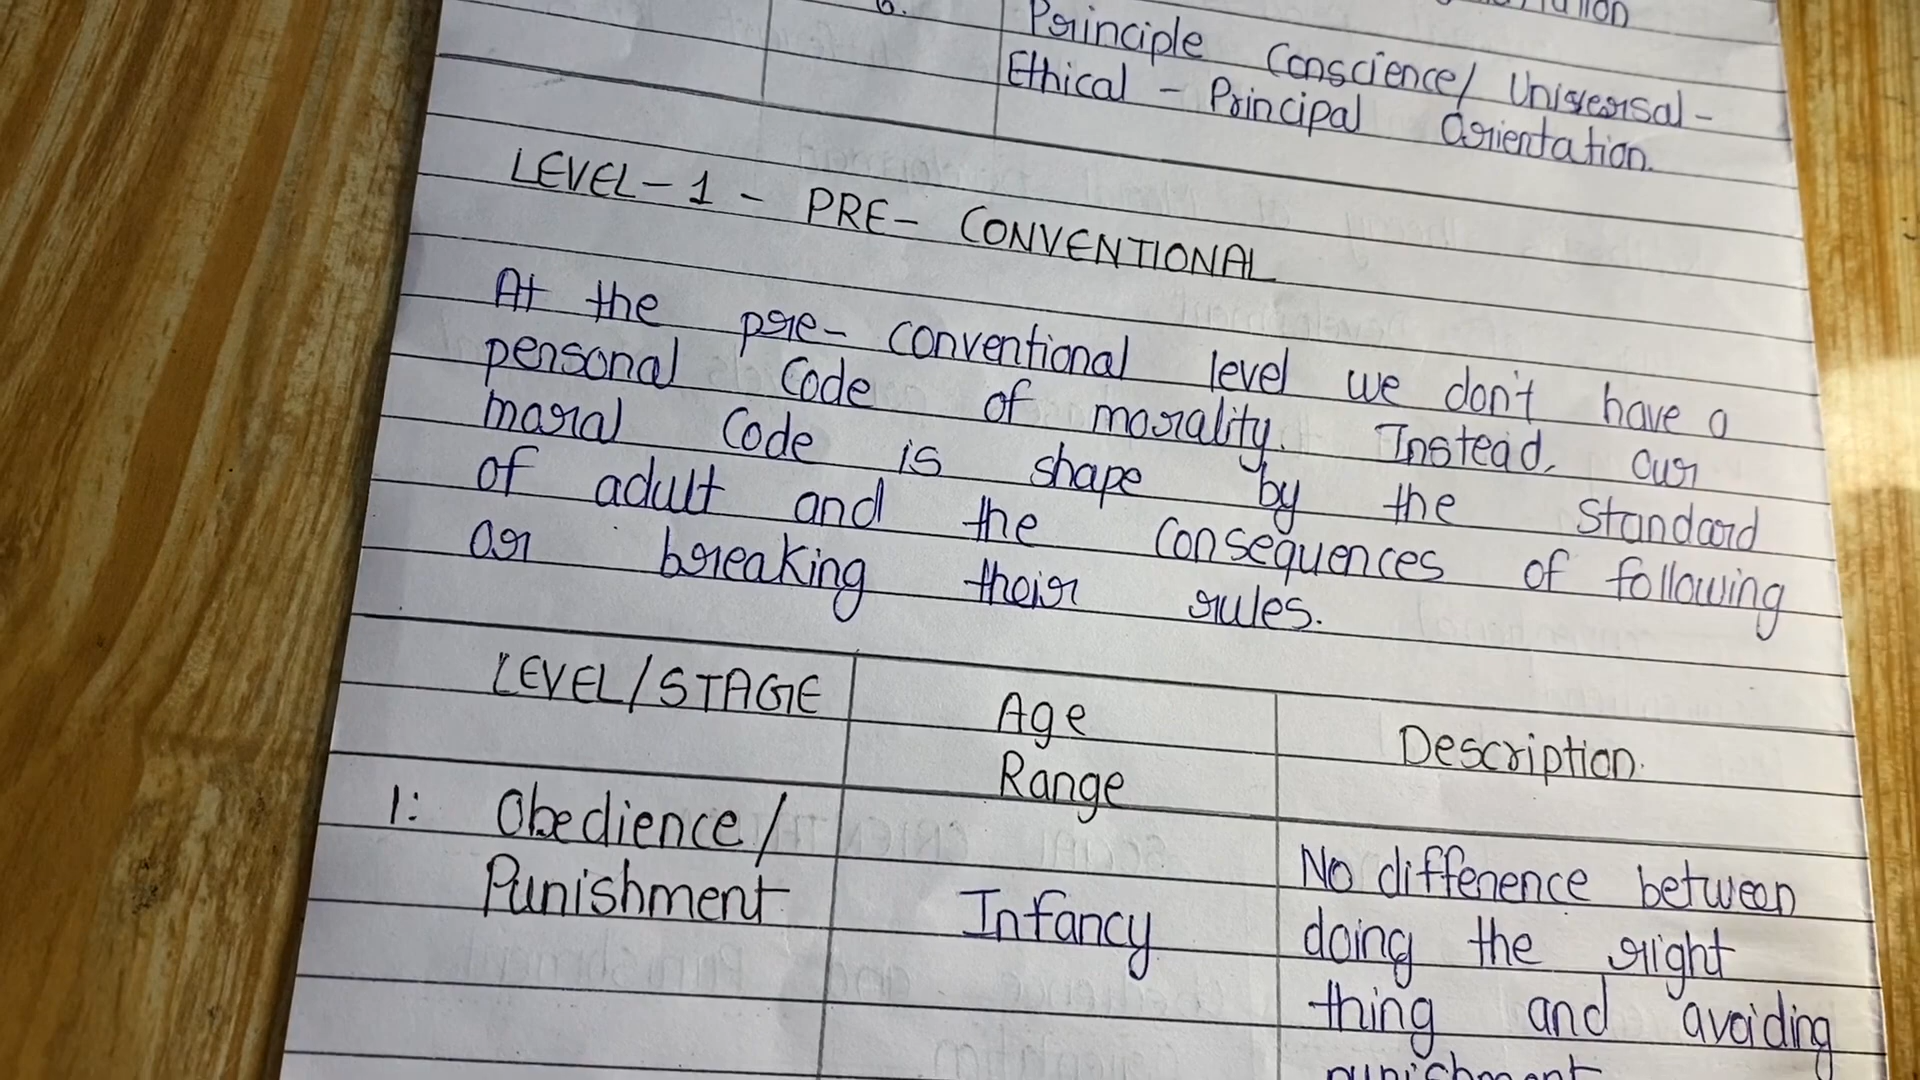 6. Principle Conscience/ Universal -
Ethical - Principal Orientation.
LEVEL - 1 - PRE - CONVENTIONAL
At the pre- conventional level we don't have a
personal code of morality. Instead, our
moral code is shape by the standard
of adult and the consequences of following
or breaking their rules.
LEVEL/STAGE
Age
Range
Description.
1: Obedience/
Punishment
Infancy
No difference between
doing the right
thing and avoiding
punishment